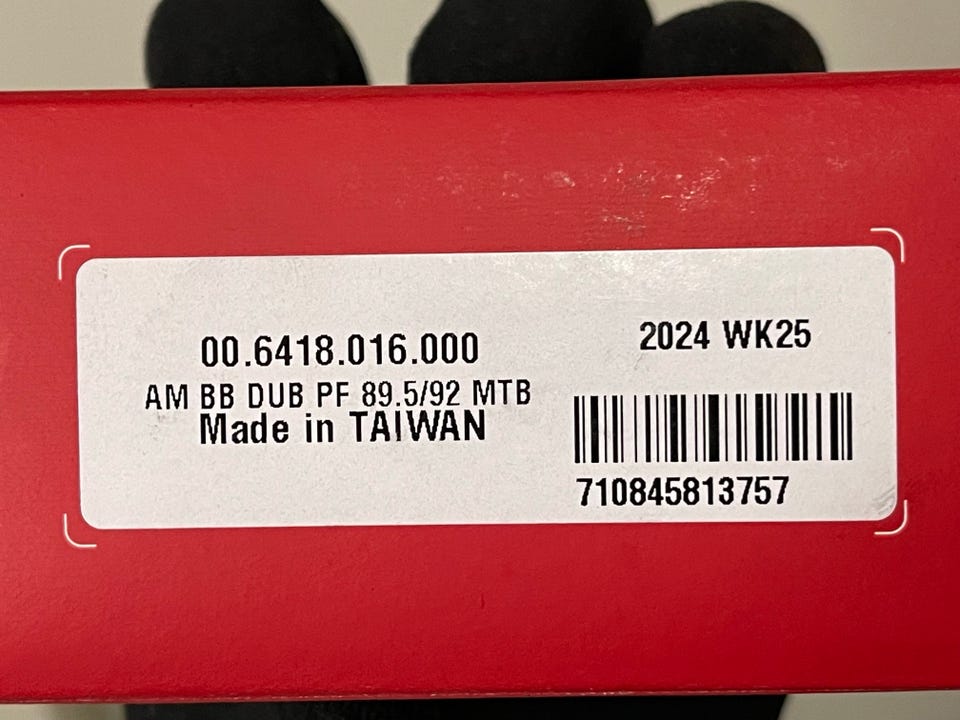 00.6418.016.000
AM BB DUB PF 89.5/92 MTB
Made in TAIWAN
2024 WK25
710845813757